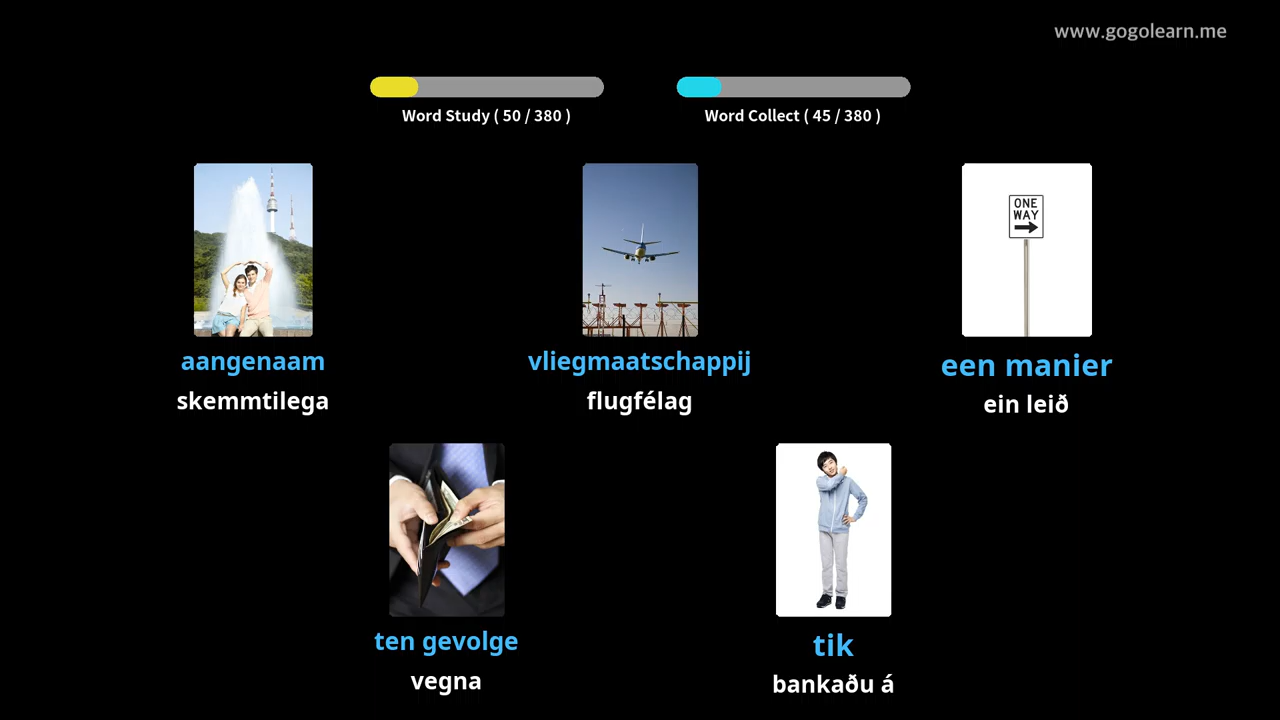 www.gogolearn.me
Word Study ( 50 / 380 )
Word Collect ( 45 / 380 )
ONE
WAY
aangenaam
skemmtilega
vliegmaatschappij
flugfélag
een manier
ein leið
ten gevolge
vegna
tik
bankaðu á